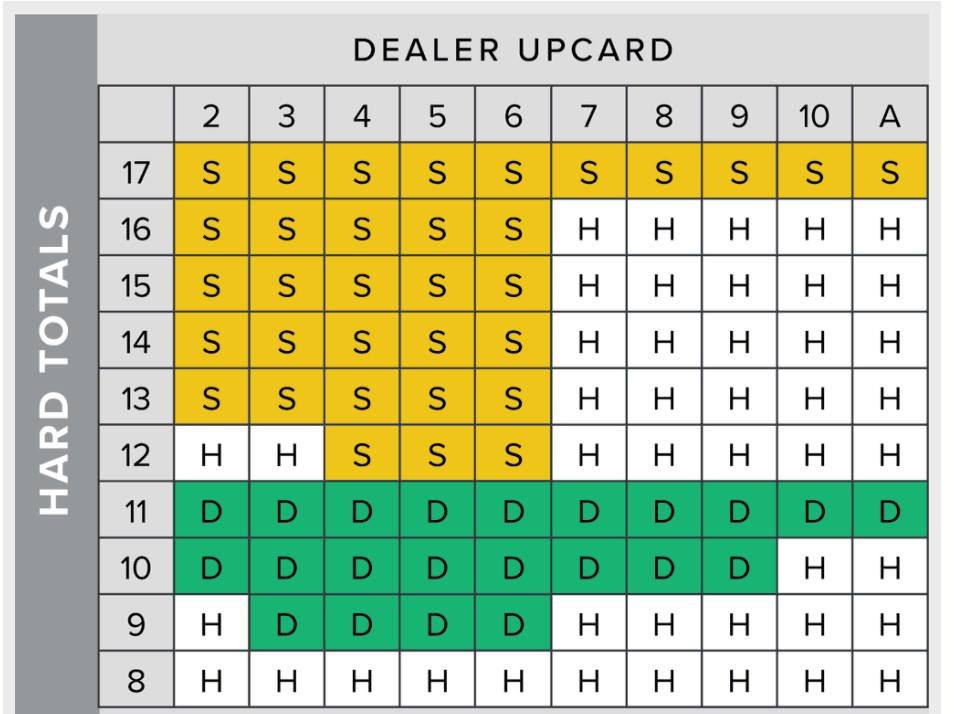 HARD TOTALS
DEALER UPCARD
2 3 4 5 6 7 8 9 10 A
17 S S S S S S S S S S
16 S S S S S H H H H H
15 S S S S S H H H H H
14 S S S S S H H H H H
13 S S S S S H H H H H
12 H H S S S H H H H H
11 D D D D D D D D D D
10 D D D D D D D D H H
9 H D D D D H H H H H
8 H H H H H H H H H H